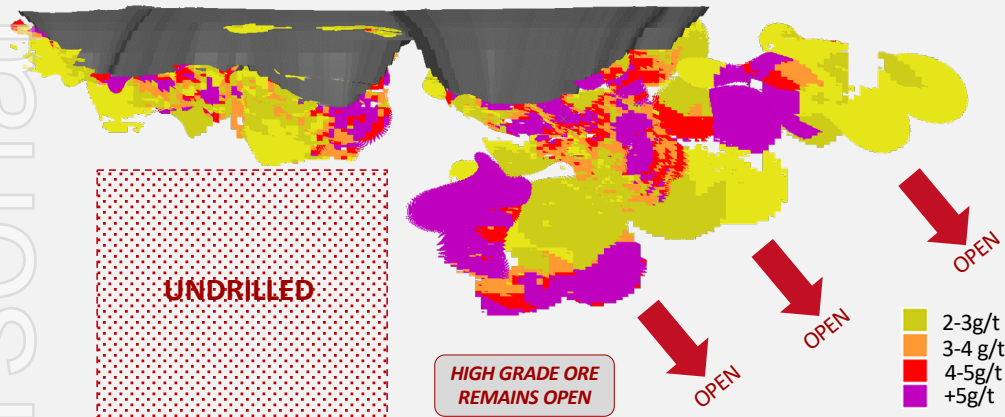 UNDRILLED
HIGH GRADE ORE
REMAINS OPEN
OPEN
OPEN
OPEN
2-3g/t
3-4 g/t
4-5g/t
+5g/t